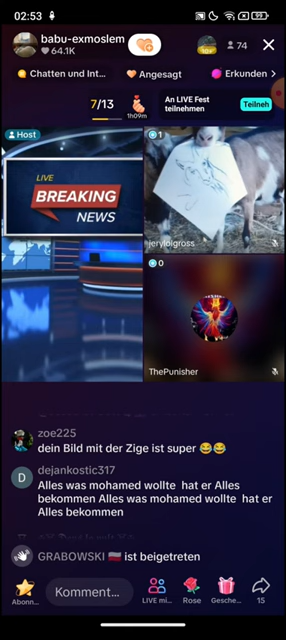 02:53
99
babu-exmoslem
64.1K
74
Chatten und Int...
Angesagt
Erkunden
7/13
1h09m
An LIVE Fest
teilnehmen
Teilneh
Host
1
LIVE
BREAKING
NEWS
jerylolgross
0
ThePunisher
zoe225
dein Bild mit der Zige ist super 😂😂
D
dejankostic317
Alles was mohamed wollte hat er Alles
bekommen Alles was mohamed wollte hat er
Alles bekommen
GRABOWSKI 🇵🇱 ist beigetreten
Abonn...
Komment...
LIVE mi...
Rose
Gesche...
15